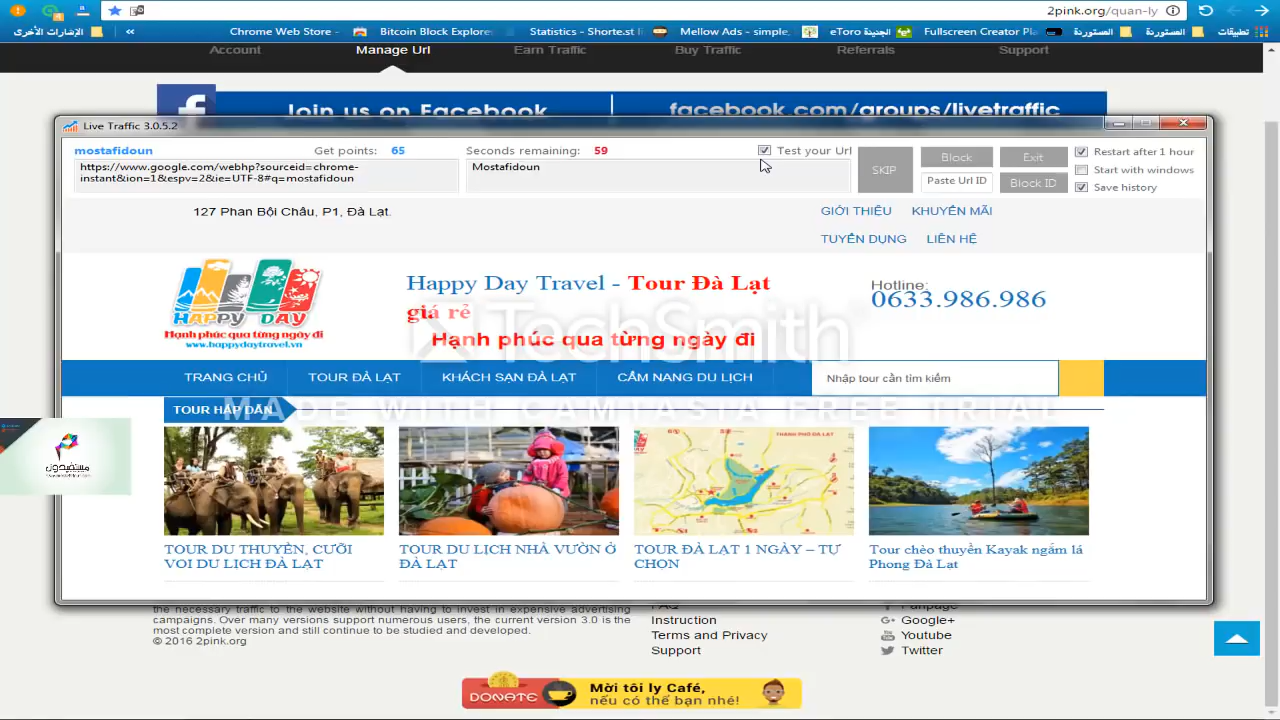 2pink.org/quan-ly
الإشارات الأخرى
«
Chrome Web Store -
Bitcoin Block Explore
Statistics - Shorte.st l
Mellow Ads - simple,
eToro الجديدة
Fullscreen Creator Pl
المستوردة
المستوردة
تطبيقات
Account
Manage Url
Earn Traffic
Buy Traffic
Referrals
Support
f
Join us on Facebook
facebook.com/groups/livetraffic
Live Traffic 3.0.5.2
mostafidoun
Get points: 65
Seconds remaining: 59
Test your Url
https://www.google.com/webhp?sourceid=chrome-
instant&ion=1&espv=2&ie=UTF-8#q=mostafidoun
Mostafidoun
SKIP
Block
Exit
Paste Url ID
Block ID
Restart after 1 hour
Start with windows
Save history
127 Phan Bội Châu, P1, Đà Lạt.
GIỚI THIỆU
KHUYẾN MÃI
TUYỂN DỤNG
LIÊN HỆ
HAPPY DAY
Hạnh phúc qua từng ngày đi
www.happydaytravel.vn
Happy Day Travel - Tour Đà Lạt
giá rẻ
Hạnh phúc qua từng ngày đi
Hotline:
0633.986.986
TechSmith
MADE WITH CAMTASIA FREE TRIAL
TRANG CHỦ
TOUR ĐÀ LẠT
KHÁCH SẠN ĐÀ LẠT
CẨM NANG DU LỊCH
Nhập tour cần tìm kiếm
TOUR HẤP DẪN
مستفيدون
THÀNH PHỐ ĐÀ LẠT
TOUR DU THUYỀN, CƯỠI
VOI DU LỊCH ĐÀ LẠT
TOUR DU LỊCH NHÀ VƯỜN Ở
ĐÀ LẠT
TOUR ĐÀ LẠT 1 NGÀY – TỰ
CHỌN
Tour chèo thuyền Kayak ngắm lá
Phong Đà Lạt
the necessary traffic to the website without having to invest in expensive advertising
campaigns. Over many versions support numerous users, the current version 3.0 is the
most complete version and still continue to be studied and developed.
© 2016 2pink.org
FAQ
Instruction
Terms and Privacy
Support
Fanpage
Google+
Youtube
Twitter
DONATE
Mời tôi ly Café,
nếu có thể bạn nhé!